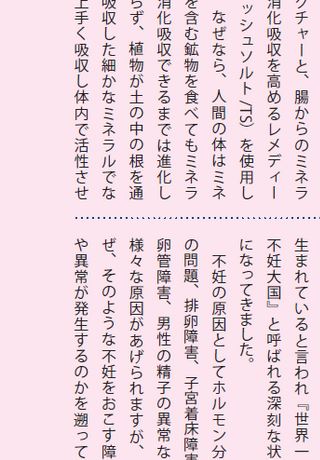 クチャーと、腸からのミネラ
消化吸収を高めるレメディー
ッシュソルト /TS）を使用し
なぜなら、人間の体はミネ
を含む鉱物を食べてもミネラ
消化吸収できるまでは進化し
らず、植物が土の中の根を通
吸収した細かなミネラルでな
上手く吸収し体内で活性させ
生まれていると言われ『世界一
不妊大国』と呼ばれる深刻な状
になってきました。
不妊の原因としてホルモン分
の問題、排卵障害、子宮着床障害
卵管障害、男性の精子の異常な
様々な原因があげられますが、
ぜ、そのような不妊をおこす障
や異常が発生するのかを遡って